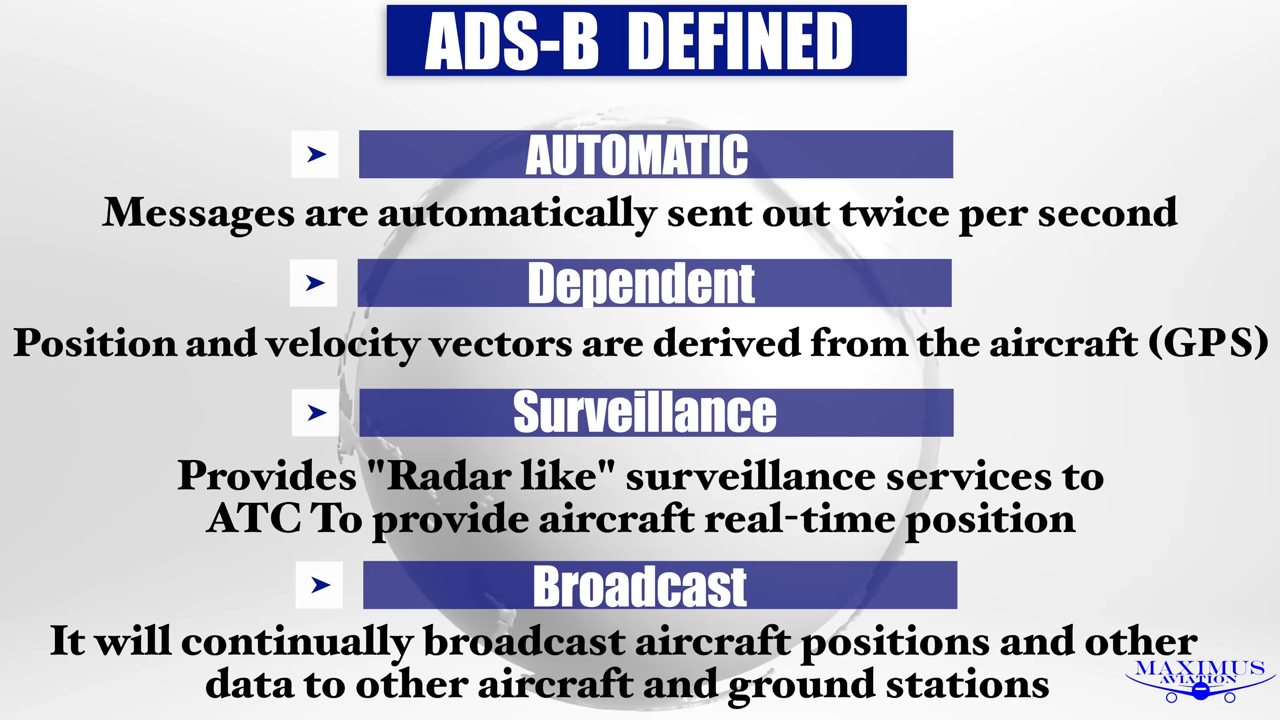 ADS-B DEFINED
AUTOMATIC
Messages are automatically sent out twice per second
Dependent
Position and velocity vectors are derived from the aircraft (GPS)
Surveillance
Provides "Radar like" surveillance services to
ATC To provide aircraft real-time position
Broadcast
It will continually broadcast aircraft positions and other
data to other aircraft and ground stations
MAXIMUS
AVIATION